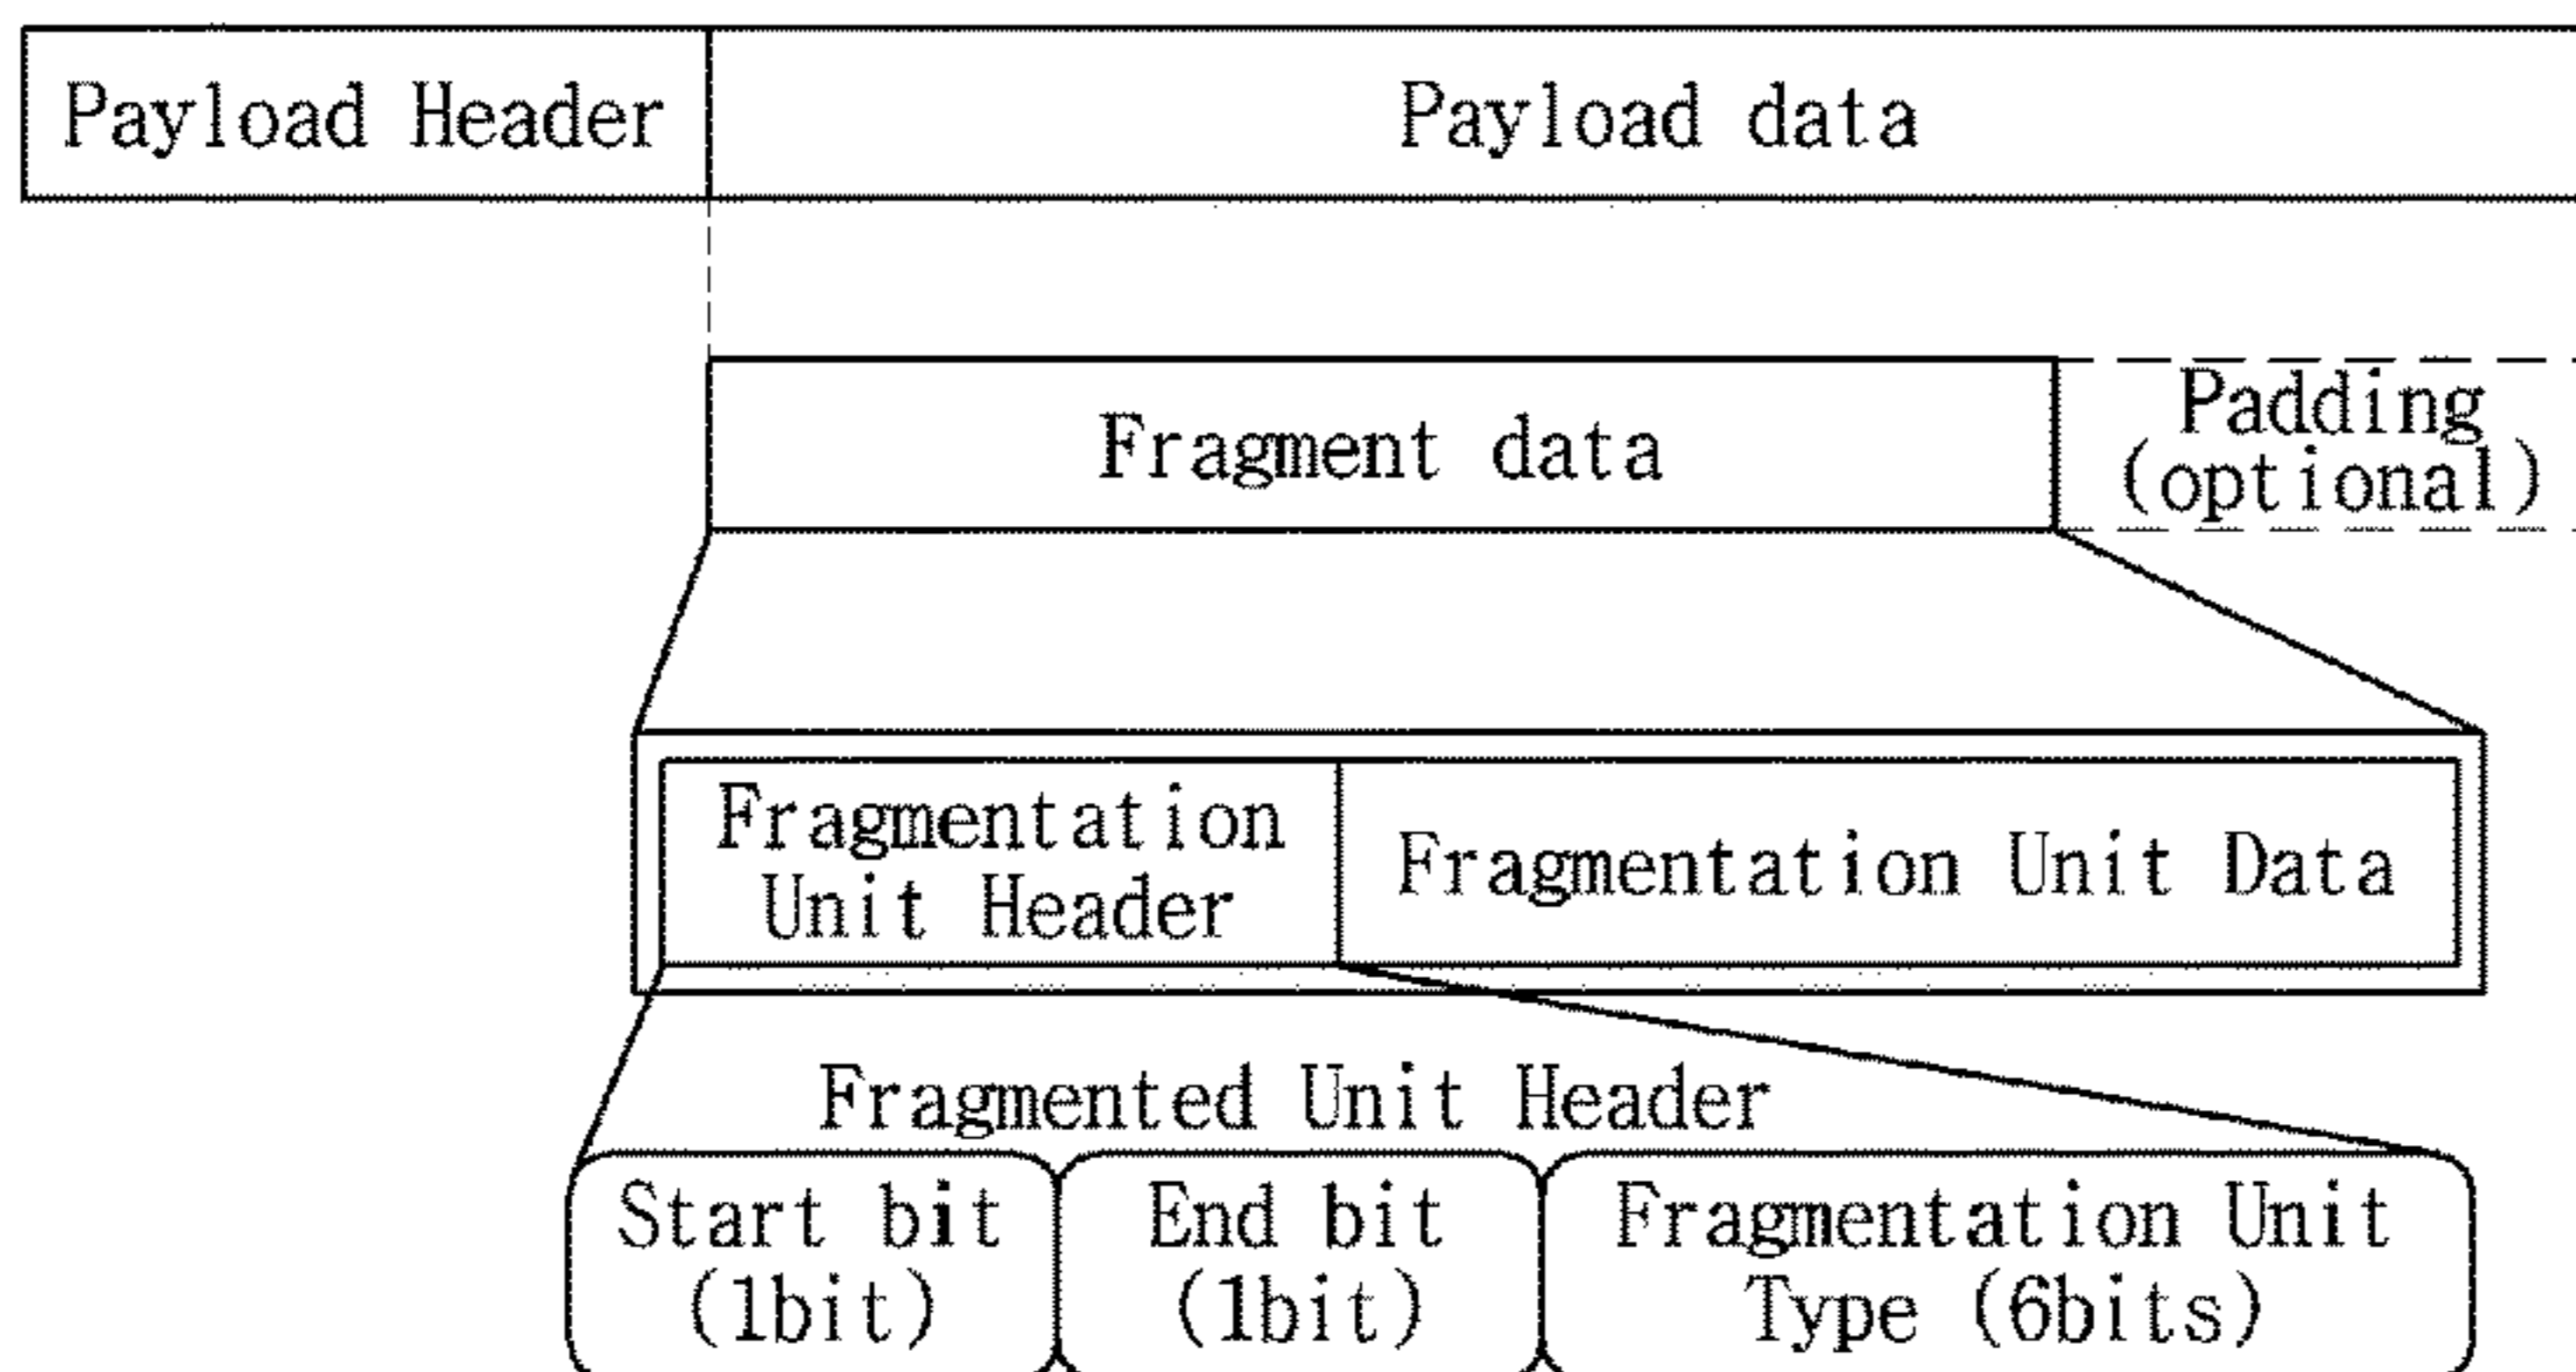 Payload Header
Payload data
Fragment data
Padding
(optional)
Fragmentation
Unit Header
Fragmentation Unit Data
Fragmented Unit Header
Start bit
(1bit)
End bit
(1bit)
Fragmentation Unit
Type (6bits)